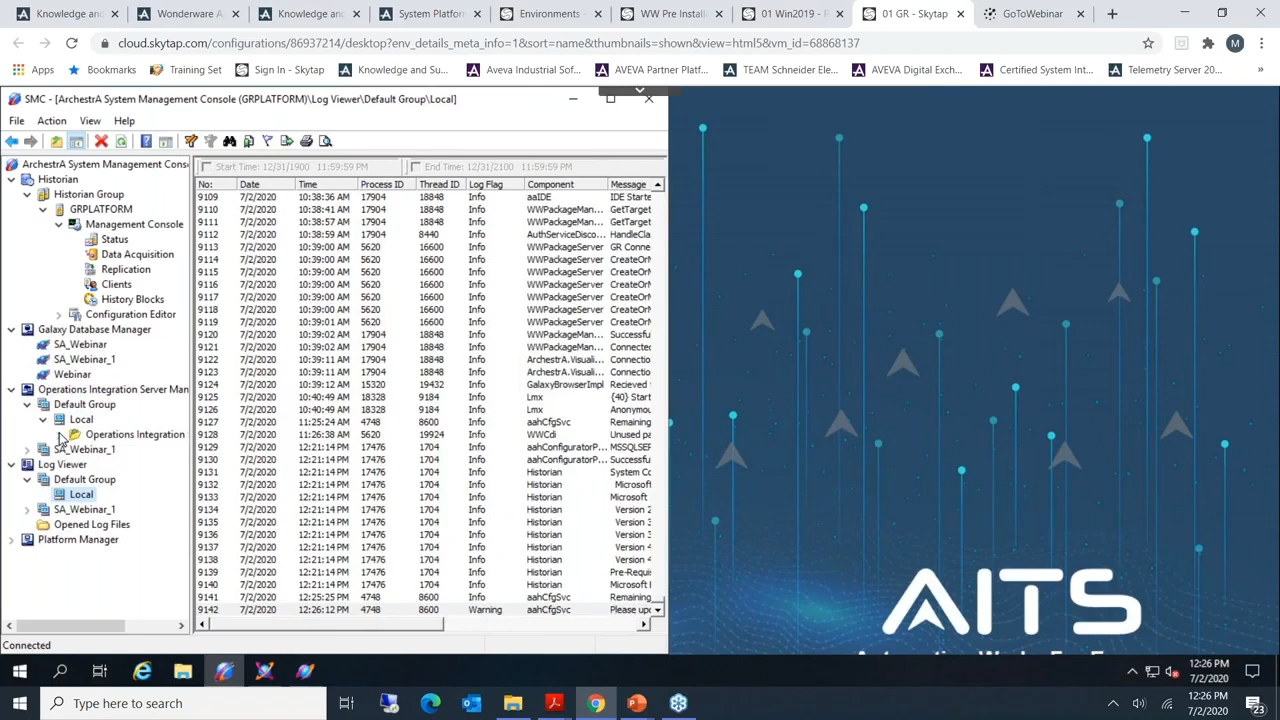 Knowledge and
Wonderware Ap
Knowledge and
System Platform
Environments -
WW Pre Install
01 Win2019 - R
01 GR - Skytap
GoToWebinar
cloud.skytap.com/configurations/86937214/desktop?env_details_meta_info=1&sort=name&thumbnails=shown&view=html5&vm_id=68868137
M
Apps
Bookmarks
Training Set
Sign In - Skytap
Knowledge and Su...
Aveva Industrial Sof...
AVEVA Partner Platf...
TEAM Schneider Ele...
AVEVA Digital Exch...
Certified System Int...
Telemetry Server 20...
SMC - [ArchestrA System Management Console (GRPLATFORM)\Log Viewer\Default Group\Local]
File Action View Help
ArchestrA System Management Conso
Historian
Historian Group
GRPLATFORM
Management Console
Status
Data Acquisition
Replication
Clients
History Blocks
Configuration Editor
Galaxy Database Manager
SA_Webinar
SA_Webinar_1
Webinar
Operations Integration Server Man
Default Group
Local
Operations Integration
SA_Webinar_1
Log Viewer
Default Group
Local
SA_Webinar_1
Opened Log Files
Platform Manager
Start Time: 12/31/1900 11:59:59 PM
End Time: 12/31/2100 11:59:59 PM
No: Date Time Process ID Thread ID Log Flag Component Message
9109 7/2/2020 10:38:36 AM 17904 18848 Info aaIDE IDE Starte
9110 7/2/2020 10:38:41 AM 17904 18848 Info WWPackageMan... GetTarget
9111 7/2/2020 10:38:57 AM 17904 18848 Info WWPackageMan... GetTarget
9112 7/2/2020 10:38:59 AM 17904 8440 Info AuthServiceDisco... HandleCla
9113 7/2/2020 10:39:00 AM 5620 16600 Info WWPackageServer GR Conne
9114 7/2/2020 10:39:00 AM 5620 16600 Info WWPackageServer CreateOrM
9115 7/2/2020 10:39:00 AM 5620 16600 Info WWPackageServer CreateOrM
9116 7/2/2020 10:39:00 AM 5620 16600 Info WWPackageServer CreateOrM
9117 7/2/2020 10:39:00 AM 5620 16600 Info WWPackageServer CreateOrM
9118 7/2/2020 10:39:00 AM 5620 16600 Info WWPackageServer CreateOrM
9119 7/2/2020 10:39:01 AM 5620 16600 Info WWPackageServer CreateOrM
9120 7/2/2020 10:39:02 AM 17904 18848 Info WWPackageMan... Successful
9121 7/2/2020 10:39:02 AM 17904 18848 Info WWPackageMan... Connected
9122 7/2/2020 10:39:11 AM 17904 18848 Info ArchestrA.Visuali... Connectio
9123 7/2/2020 10:39:11 AM 17904 18848 Info ArchestrA.Visuali... Connectio
9124 7/2/2020 10:39:12 AM 15320 19432 Info GalaxyBrowserImpl Recieved f
9125 7/2/2020 10:40:49 AM 18328 9184 Info Lmx {40} Start
9126 7/2/2020 10:40:49 AM 18328 9184 Info Lmx Anonymou
9127 7/2/2020 11:25:24 AM 4748 8600 Info aahCfgSvc Remaining
9128 7/2/2020 11:26:38 AM 5620 19924 Info WWCdi Unused pa
9129 7/2/2020 12:21:14 PM 17476 1704 Info aahConfiguratorP... MSSQLSER
9130 7/2/2020 12:21:14 PM 17476 1704 Info aahConfiguratorP... Successful
9131 7/2/2020 12:21:14 PM 17476 1704 Info Historian System Co
9132 7/2/2020 12:21:14 PM 17476 1704 Info Historian Microsof
9133 7/2/2020 12:21:14 PM 17476 1704 Info Historian Microsoft
9134 7/2/2020 12:21:14 PM 17476 1704 Info Historian Version 2
9135 7/2/2020 12:21:14 PM 17476 1704 Info Historian Version 3
9136 7/2/2020 12:21:14 PM 17476 1704 Info Historian Version 3
9137 7/2/2020 12:21:14 PM 17476 1704 Info Historian Version 4
9138 7/2/2020 12:21:14 PM 17476 1704 Info Historian Version 4
9139 7/2/2020 12:21:14 PM 17476 1704 Info Historian Pre-Requir
9140 7/2/2020 12:21:14 PM 17476 1704 Info Historian Microsoft
9141 7/2/2020 12:25:25 PM 4748 8600 Info aahCfgSvc Remaining
9142 7/2/2020 12:26:12 PM 4748 8600 Warning aahCfgSvc Please upd
Connected
AITS
12:26 PM
7/2/2020
Type here to search
12:26 PM
7/2/2020
23